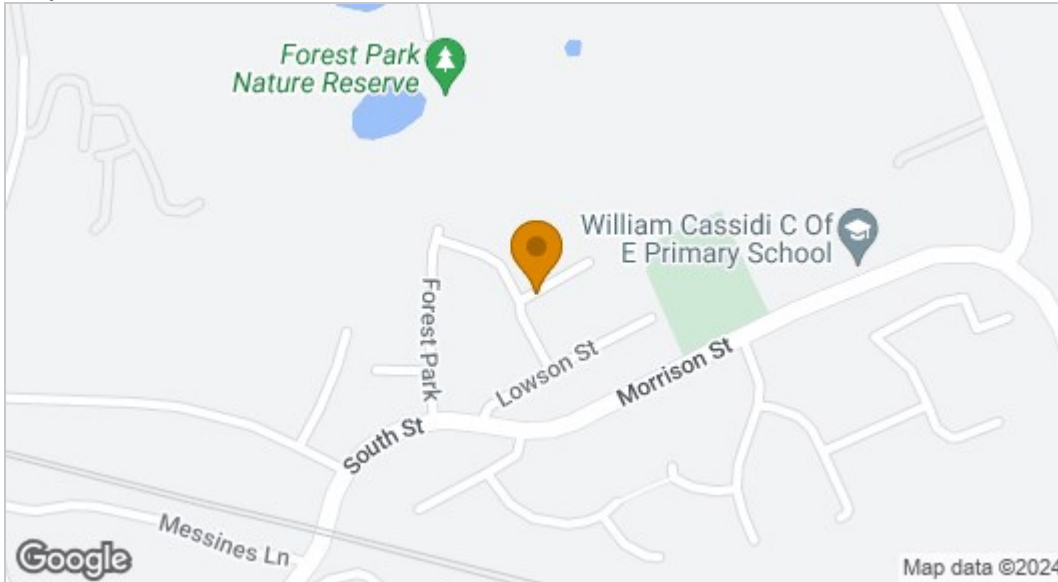 Forest Park
Nature Reserve
William Cassidi C Of
E Primary School
Forest Park
Lowson St
Morrison St
South St
Messines Ln
Google
Map data ©2024